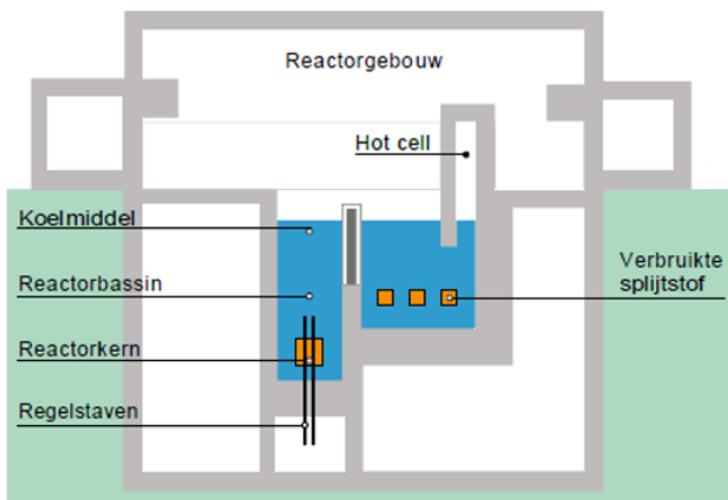 Reactorgebouw
Hot cell
Koelmiddel
Reactorbassin
Verbruikte
splijtstof
Reactorkern
Regelstaven